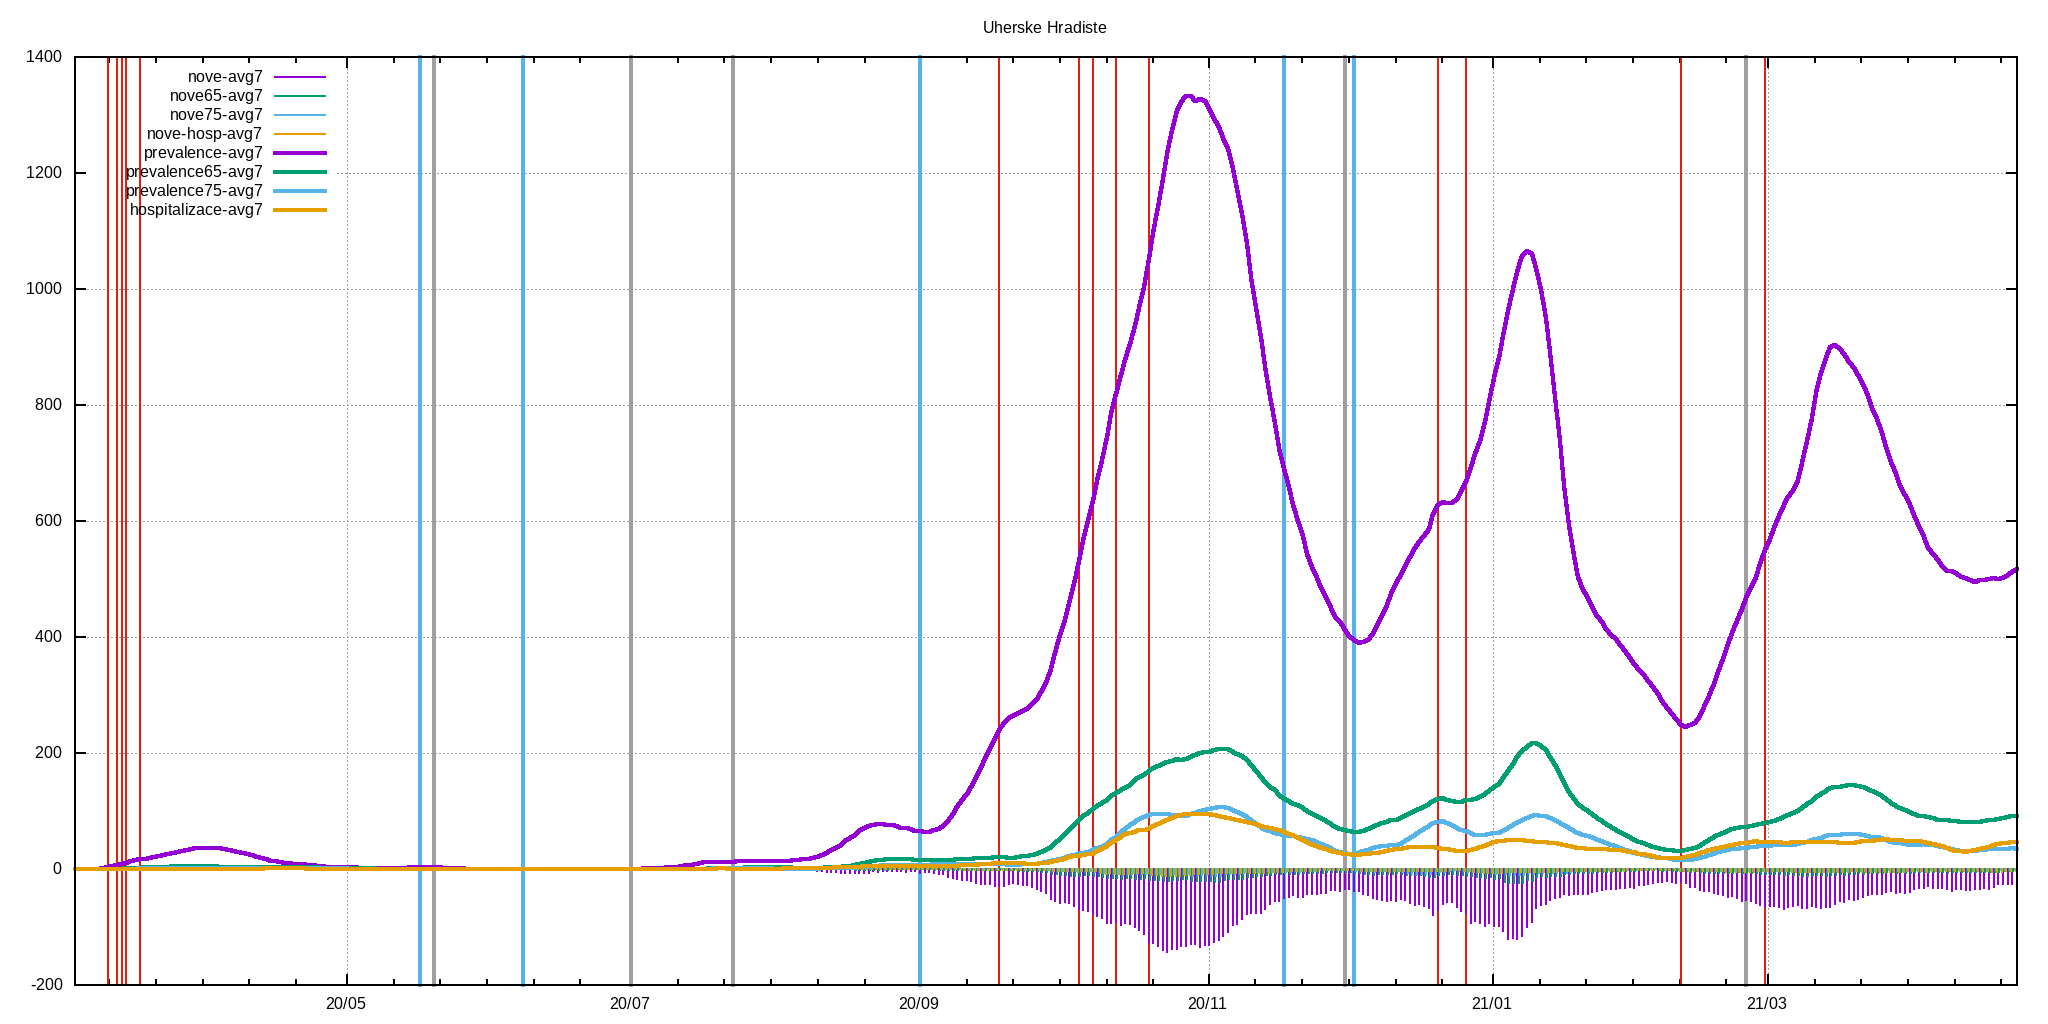 Uherske Hradiste
1400
1200
1000
800
600
400
200
0
-200
nove-avg7
nove65-avg7
nove75-avg7
nove-hosp-avg7
prevalence-avg7
prevalence65-avg7
prevalence75-avg7
hospitalizace-avg7
20/05 20/07 20/09 20/11 21/01 21/03